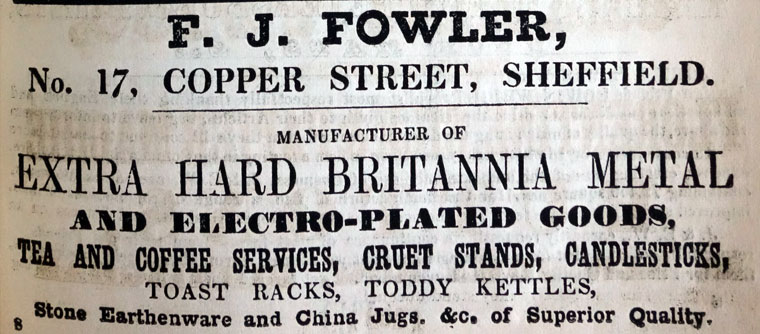 F. J. FOWLER,
No. 17, COPPER STREET, SHEFFIELD.
MANUFACTURER OF
EXTRA HARD BRITANNIA METAL
AND ELECTRO-PLATED GOODS,
TEA AND COFFEE SERVICES, CRUET STANDS, CANDLESTICKS,
TOAST RACKS, TODDY KETTLES,
8 Stone Earthenware and China Jugs. &c. of Superior Quality.